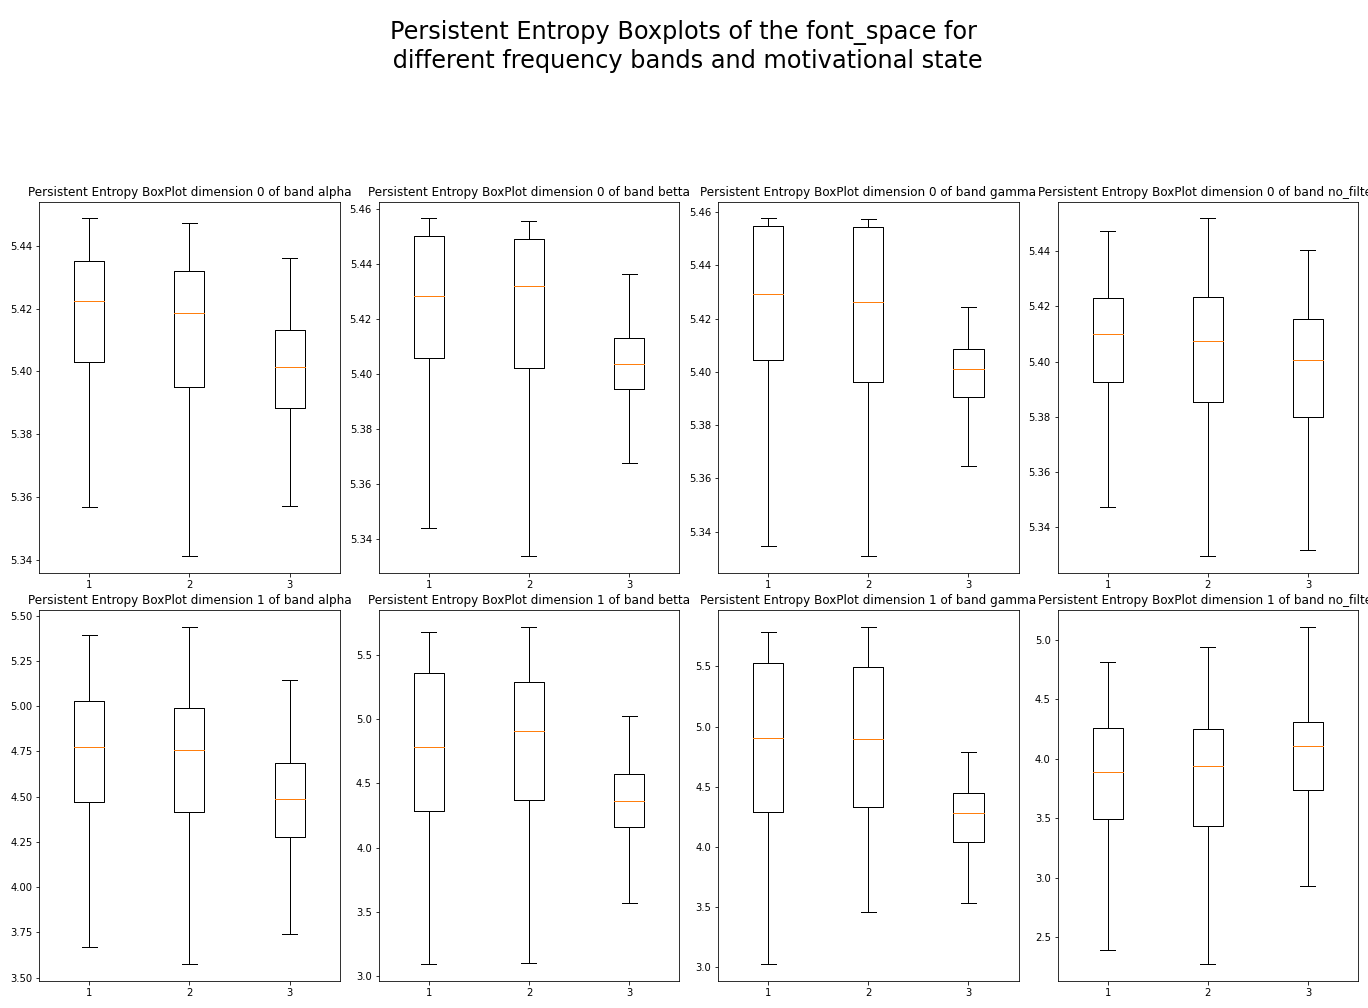 Persistent Entropy Boxplots of the font_space for
different frequency bands and motivational state
Persistent Entropy BoxPlot dimension 0 of band alpha
5.44
5.42
5.40
5.38
5.36
5.34
1 2 3
Persistent Entropy BoxPlot dimension 0 of band betta
5.46
5.44
5.42
5.40
5.38
5.36
5.34
1 2 3
Persistent Entropy BoxPlot dimension 0 of band gamma
5.46
5.44
5.42
5.40
5.38
5.36
5.34
1 2 3
Persistent Entropy BoxPlot dimension 0 of band no_filte
5.44
5.42
5.40
5.38
5.36
5.34
1 2 3
Persistent Entropy BoxPlot dimension 1 of band alpha
5.50
5.25
5.00
4.75
4.50
4.25
4.00
3.75
3.50
1 2 3
Persistent Entropy BoxPlot dimension 1 of band betta
5.5
5.0
4.5
4.0
3.5
3.0
1 2 3
Persistent Entropy BoxPlot dimension 1 of band gamma
5.5
5.0
4.5
4.0
3.5
3.0
1 2 3
Persistent Entropy BoxPlot dimension 1 of band no_filte
5.0
4.5
4.0
3.5
3.0
2.5
1 2 3